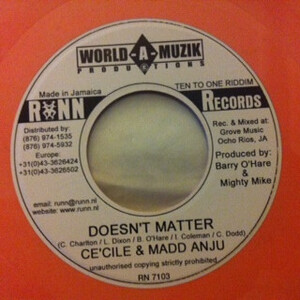 WORLD-A-MUZIK
PRODUCTIONS
Made in Jamaica
TEN TO ONE RIDDIM
RUNN
RECORDS
Distributed by:
(876) 974-1535
(876) 974-5932
Europe:
+31(0)43-3626424
+31(0)43-3626502
Rec. & Mixed at
Grove Music
Ocho Rios, JA
Produced by:
Barry O'Hare &
Mighty Mike
email: runn@runn.nl
website: www.runn.nl
DOESN'T MATTER
(C. Charlton / L. Dixon / B. O'Hare / I. Coleman / C. Dodd)
CE'CILE & MADD ANJU
unauthorised copying strictly prohibited
RN 7103